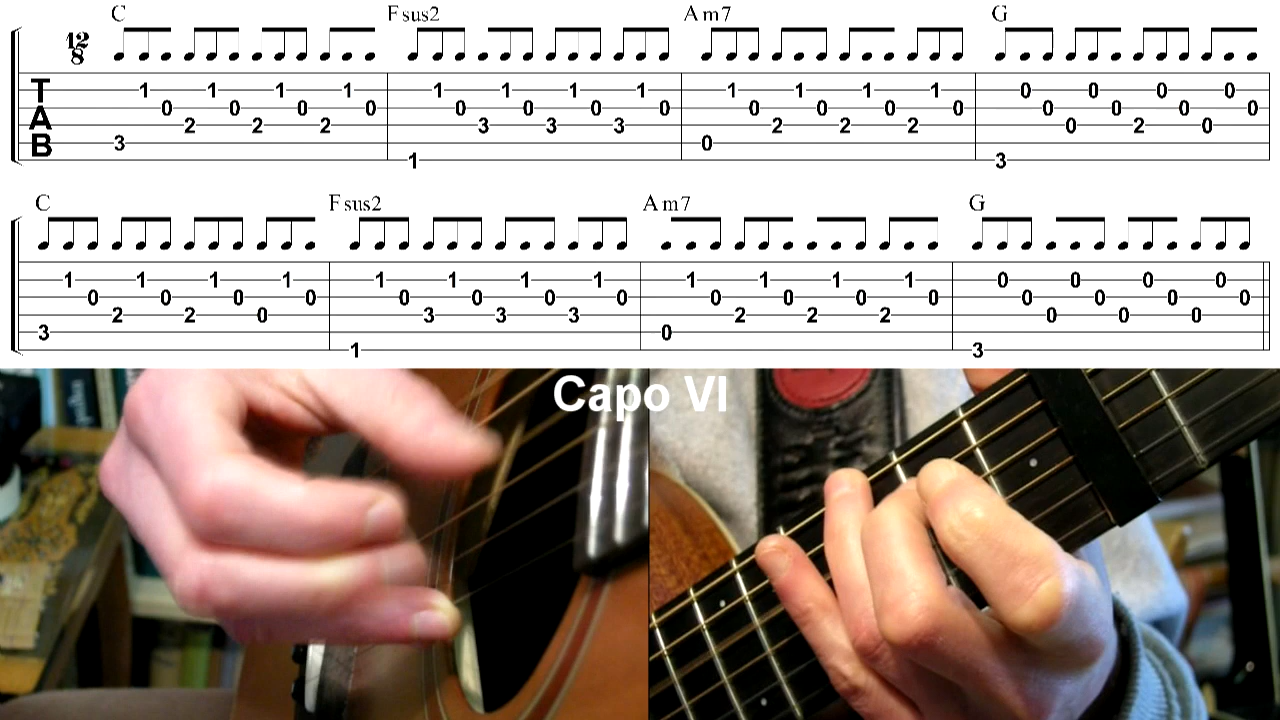 C Fsus2 Am7 G
12
8
T 1 1 1 1 1 1 1 1 1 1 1 1 0 0 0 0
0 0 0 0 0 0 0 0 0 0 0 0 0 0 0 0
A 2 2 2 3 3 3 2 2 2 0 2 0
B 3 0
1 3
C Fsus2 Am7 G
1 1 1 1 1 1 1 1 1 1 1 1 0 0 0 0
0 0 0 0 0 0 0 0 0 0 0 0 0 0 0 0
2 2 0 3 3 3 2 2 2 0 0 0
3 0
1 3
Capo VI